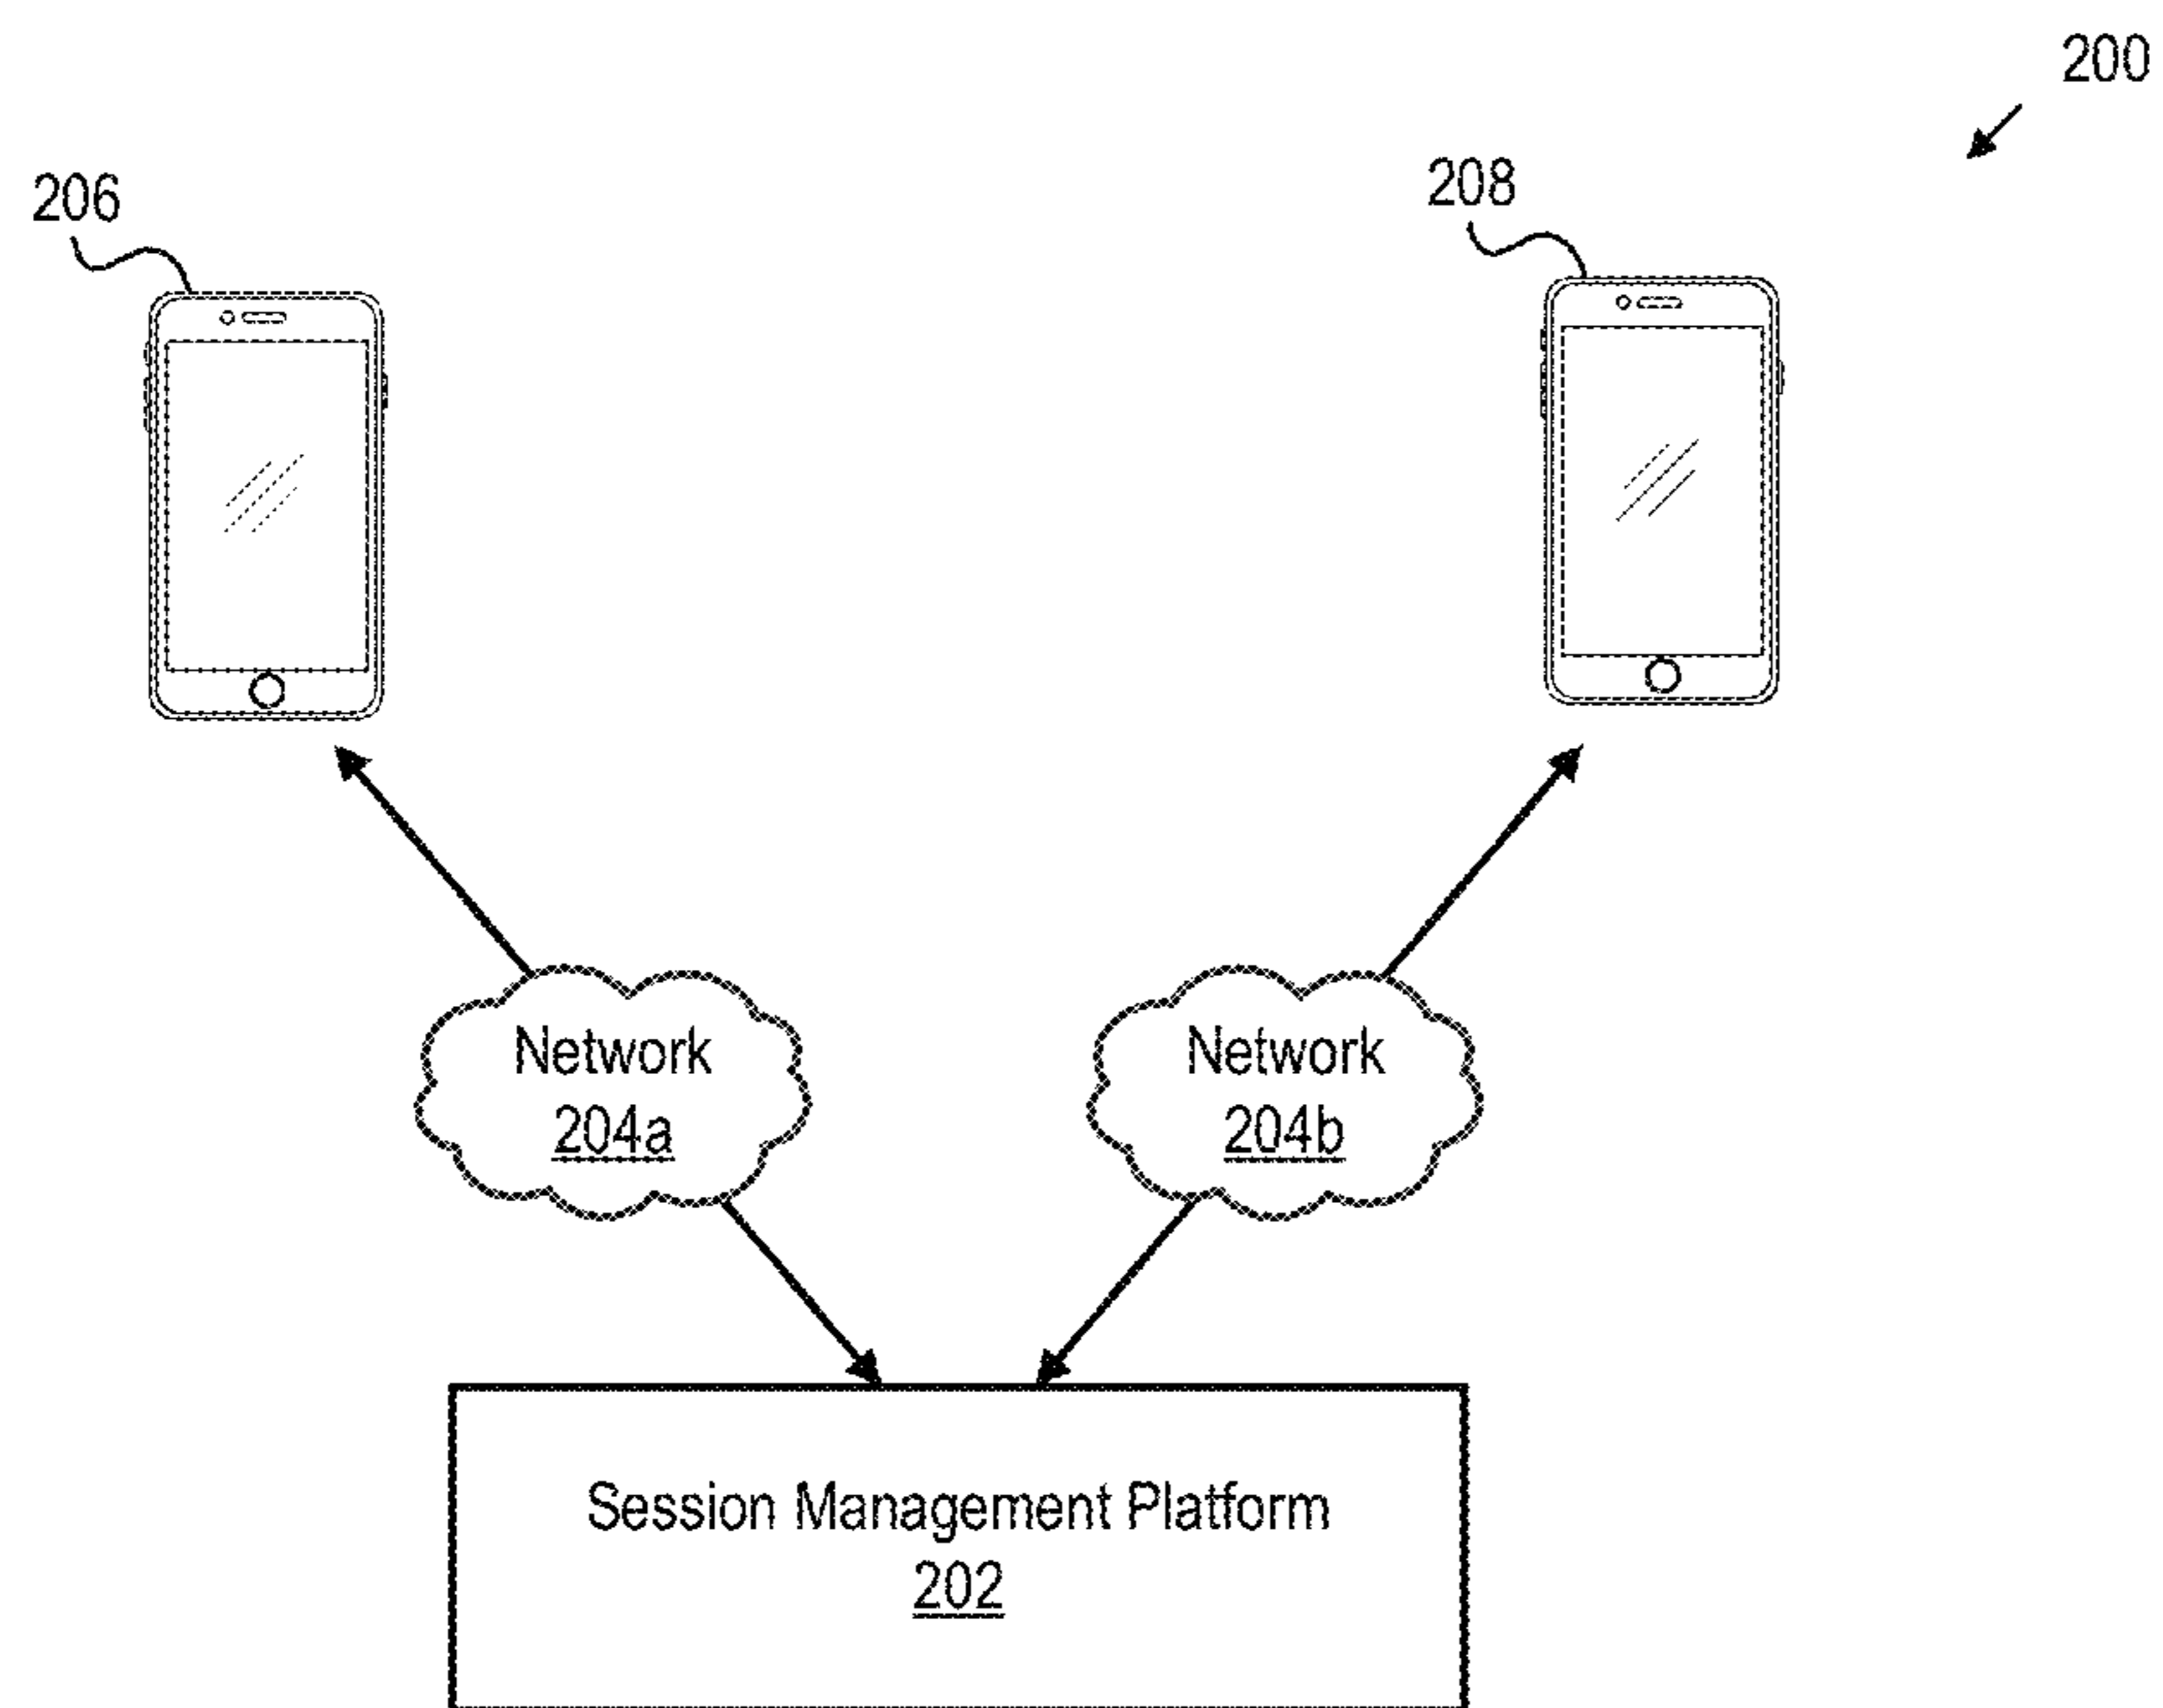 200
206
208
Network
204a
Network
204b
Session Management Platform
202